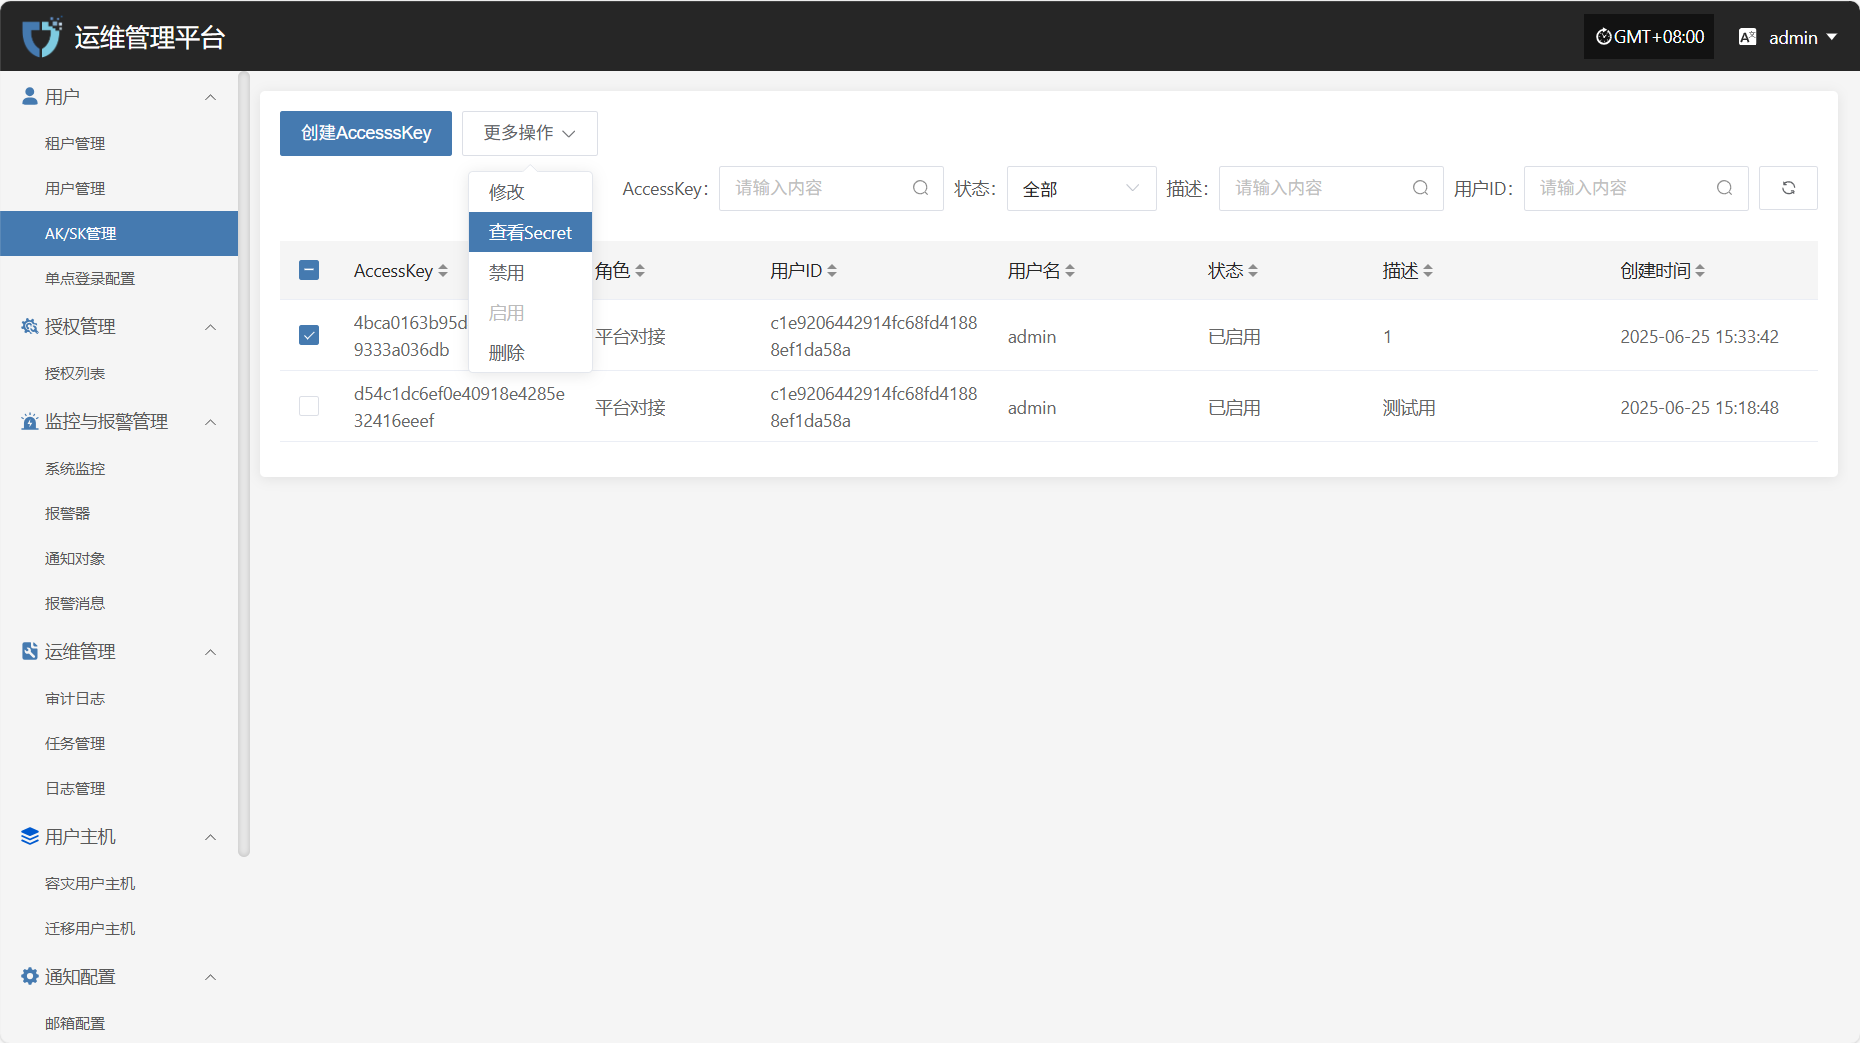 运维管理平台
GMT+08:00
admin
用户
租户管理
用户管理
AK/SK管理
单点登录配置
授权管理
授权列表
监控与报警管理
系统监控
报警器
通知对象
报警消息
运维管理
审计日志
任务管理
日志管理
用户主机
容灾用户主机
迁移用户主机
通知配置
邮箱配置
创建AccesssKey
更多操作
修改
查看Secret
禁用
启用
删除
AccessKey：
请输入内容
状态：
全部
描述：
请输入内容
用户ID：
请输入内容
AccessKey
角色
用户ID
用户名
状态
描述
创建时间
4bca0163b95d
9333a036db
平台对接
c1e9206442914fc68fd4188
8ef1da58a
admin
已启用
1
2025-06-25 15:33:42
d54c1dc6ef0e40918e4285e
32416eeef
平台对接
c1e9206442914fc68fd4188
8ef1da58a
admin
已启用
测试用
2025-06-25 15:18:48